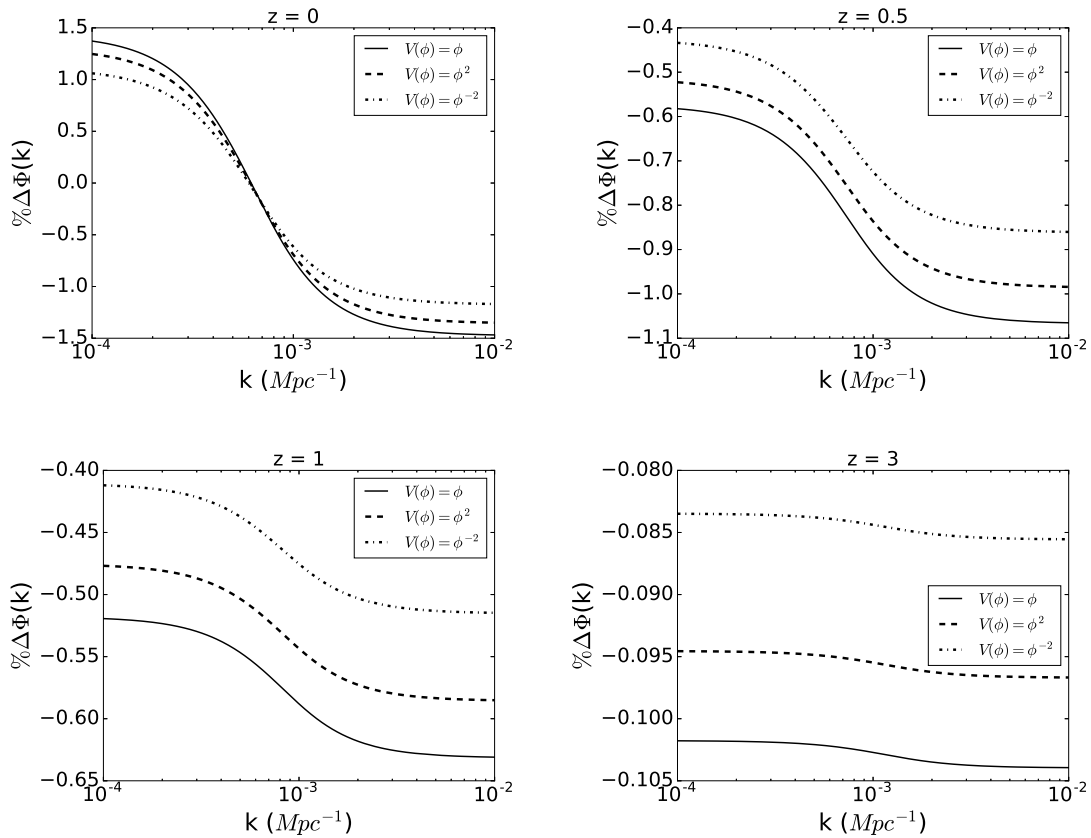 z = 0
1.5
1.0
0.5
0.0
−0.5
−1.0
−1.5
%ΔΦ(k)
V(ϕ) = ϕ
V(ϕ) = ϕ²
V(ϕ) = ϕ⁻²
10⁻⁴ 10⁻³ 10⁻²
k (Mpc⁻¹)
z = 0.5
−0.4
−0.5
−0.6
−0.7
−0.8
−0.9
−1.0
−1.1
%ΔΦ(k)
V(ϕ) = ϕ
V(ϕ) = ϕ²
V(ϕ) = ϕ⁻²
10⁻⁴ 10⁻³ 10⁻²
k (Mpc⁻¹)
z = 1
−0.40
−0.45
−0.50
−0.55
−0.60
−0.65
%ΔΦ(k)
V(ϕ) = ϕ
V(ϕ) = ϕ²
V(ϕ) = ϕ⁻²
10⁻⁴ 10⁻³ 10⁻²
k (Mpc⁻¹)
z = 3
−0.080
−0.085
−0.090
−0.095
−0.100
−0.105
%ΔΦ(k)
V(ϕ) = ϕ
V(ϕ) = ϕ²
V(ϕ) = ϕ⁻²
10⁻⁴ 10⁻³ 10⁻²
k (Mpc⁻¹)